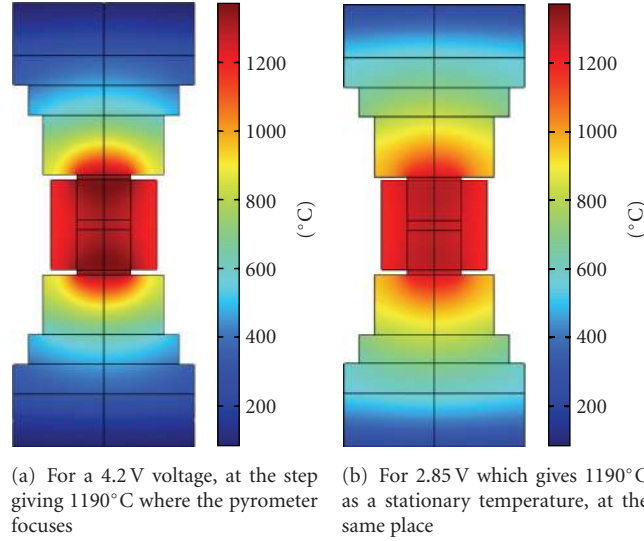 1200
1000
800
600
400
200
(°C)
1200
1000
800
600
400
200
(°C)
(a) For a 4.2 V voltage, at the step
giving 1190°C where the pyrometer
focuses
(b) For 2.85 V which gives 1190°C
as a stationary temperature, at the
same place